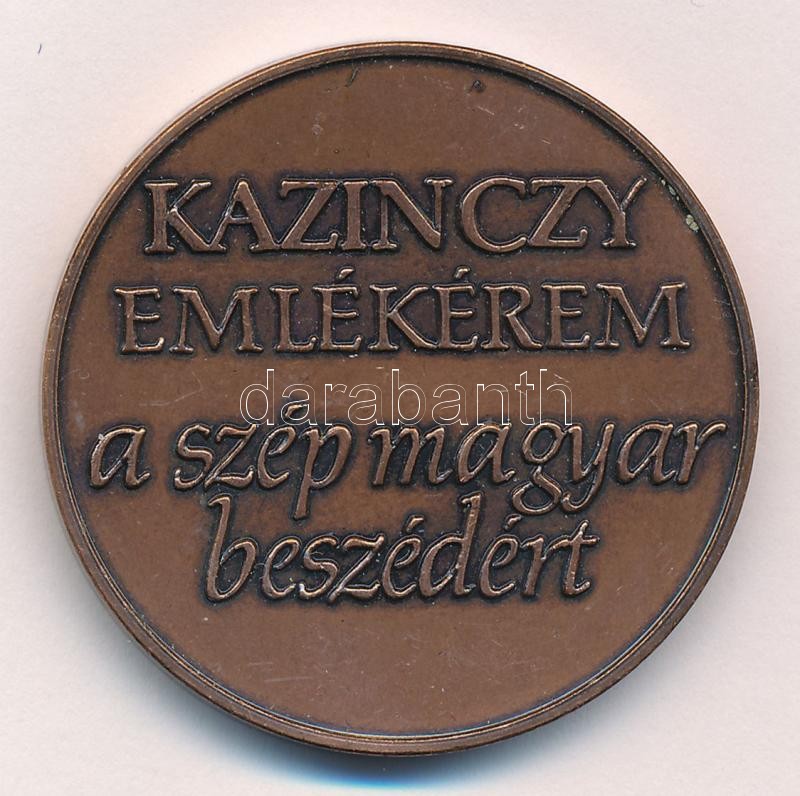 KAZINCZY
EMLÉKÉREM
darabanth
a szép magyar
beszédért